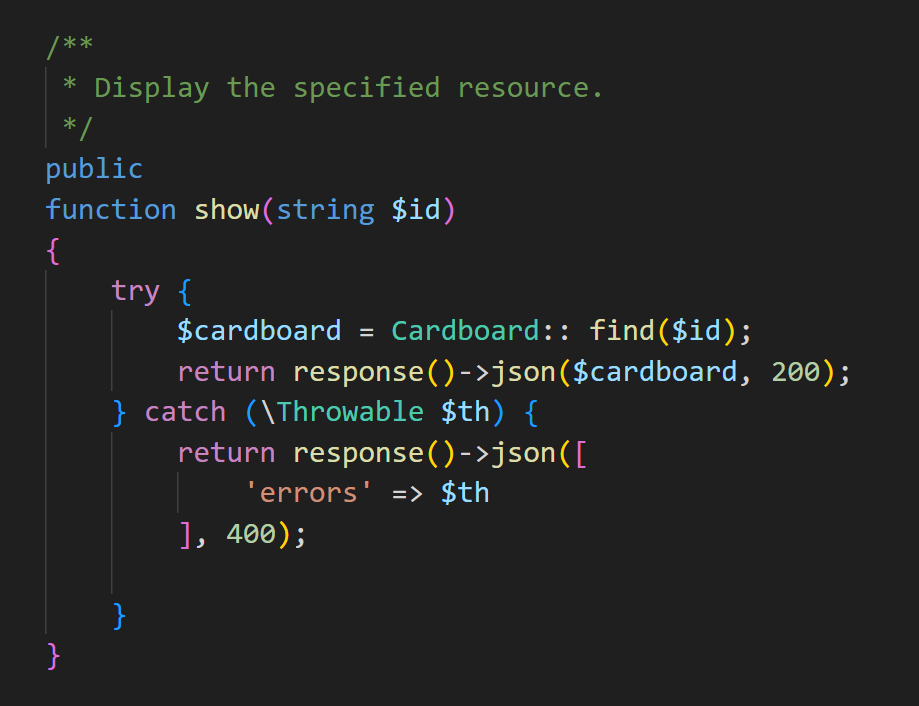 /**
 * Display the specified resource.
 */
public
function show(string $id)
{
    try {
        $cardboard = Cardboard:: find($id);
        return response()->json($cardboard, 200);
    } catch (\Throwable $th) {
        return response()->json([
            'errors' => $th
        ], 400);

    }
}